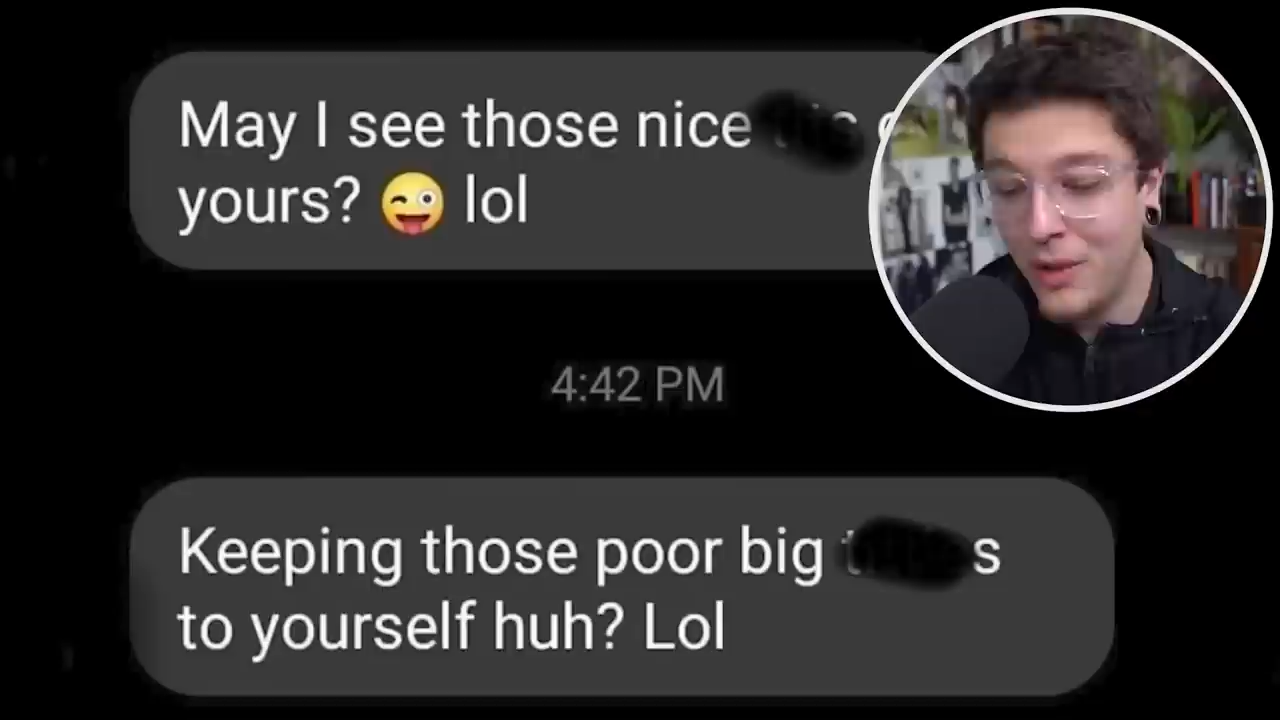 May I see those nice
yours? 😜 lol
4:42 PM
Keeping those poor big
to yourself huh? Lol